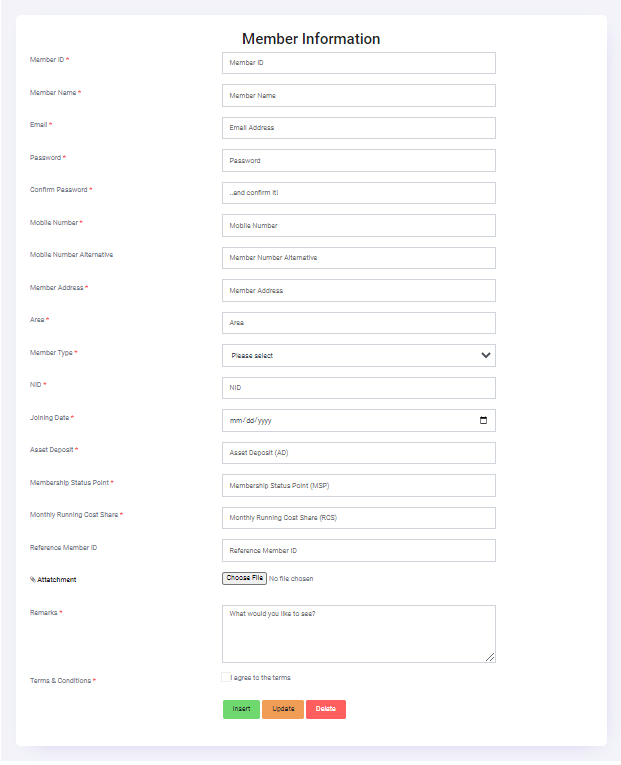 Member Information
Member ID * Member ID
Member Name * Member Name
Email * Email Address
Password * Password
Confirm Password * ..and confirm it!
Mobile Number * Mobile Number
Mobile Number Alternative Member Number Alternative
Member Address * Member Address
Area * Area
Member Type * Please select
NID * NID
Joining Date * mm/dd/yyyy
Asset Deposit * Asset Deposit (AD)
Membership Status Point * Membership Status Point (MSP)
Monthly Running Cost Share * Monthly Running Cost Share (RCS)
Reference Member ID Reference Member ID
Attatchment Choose File No file chosen
Remarks * What would you like to see?
Terms & Conditions * I agree to the terms
Insert Update Delete